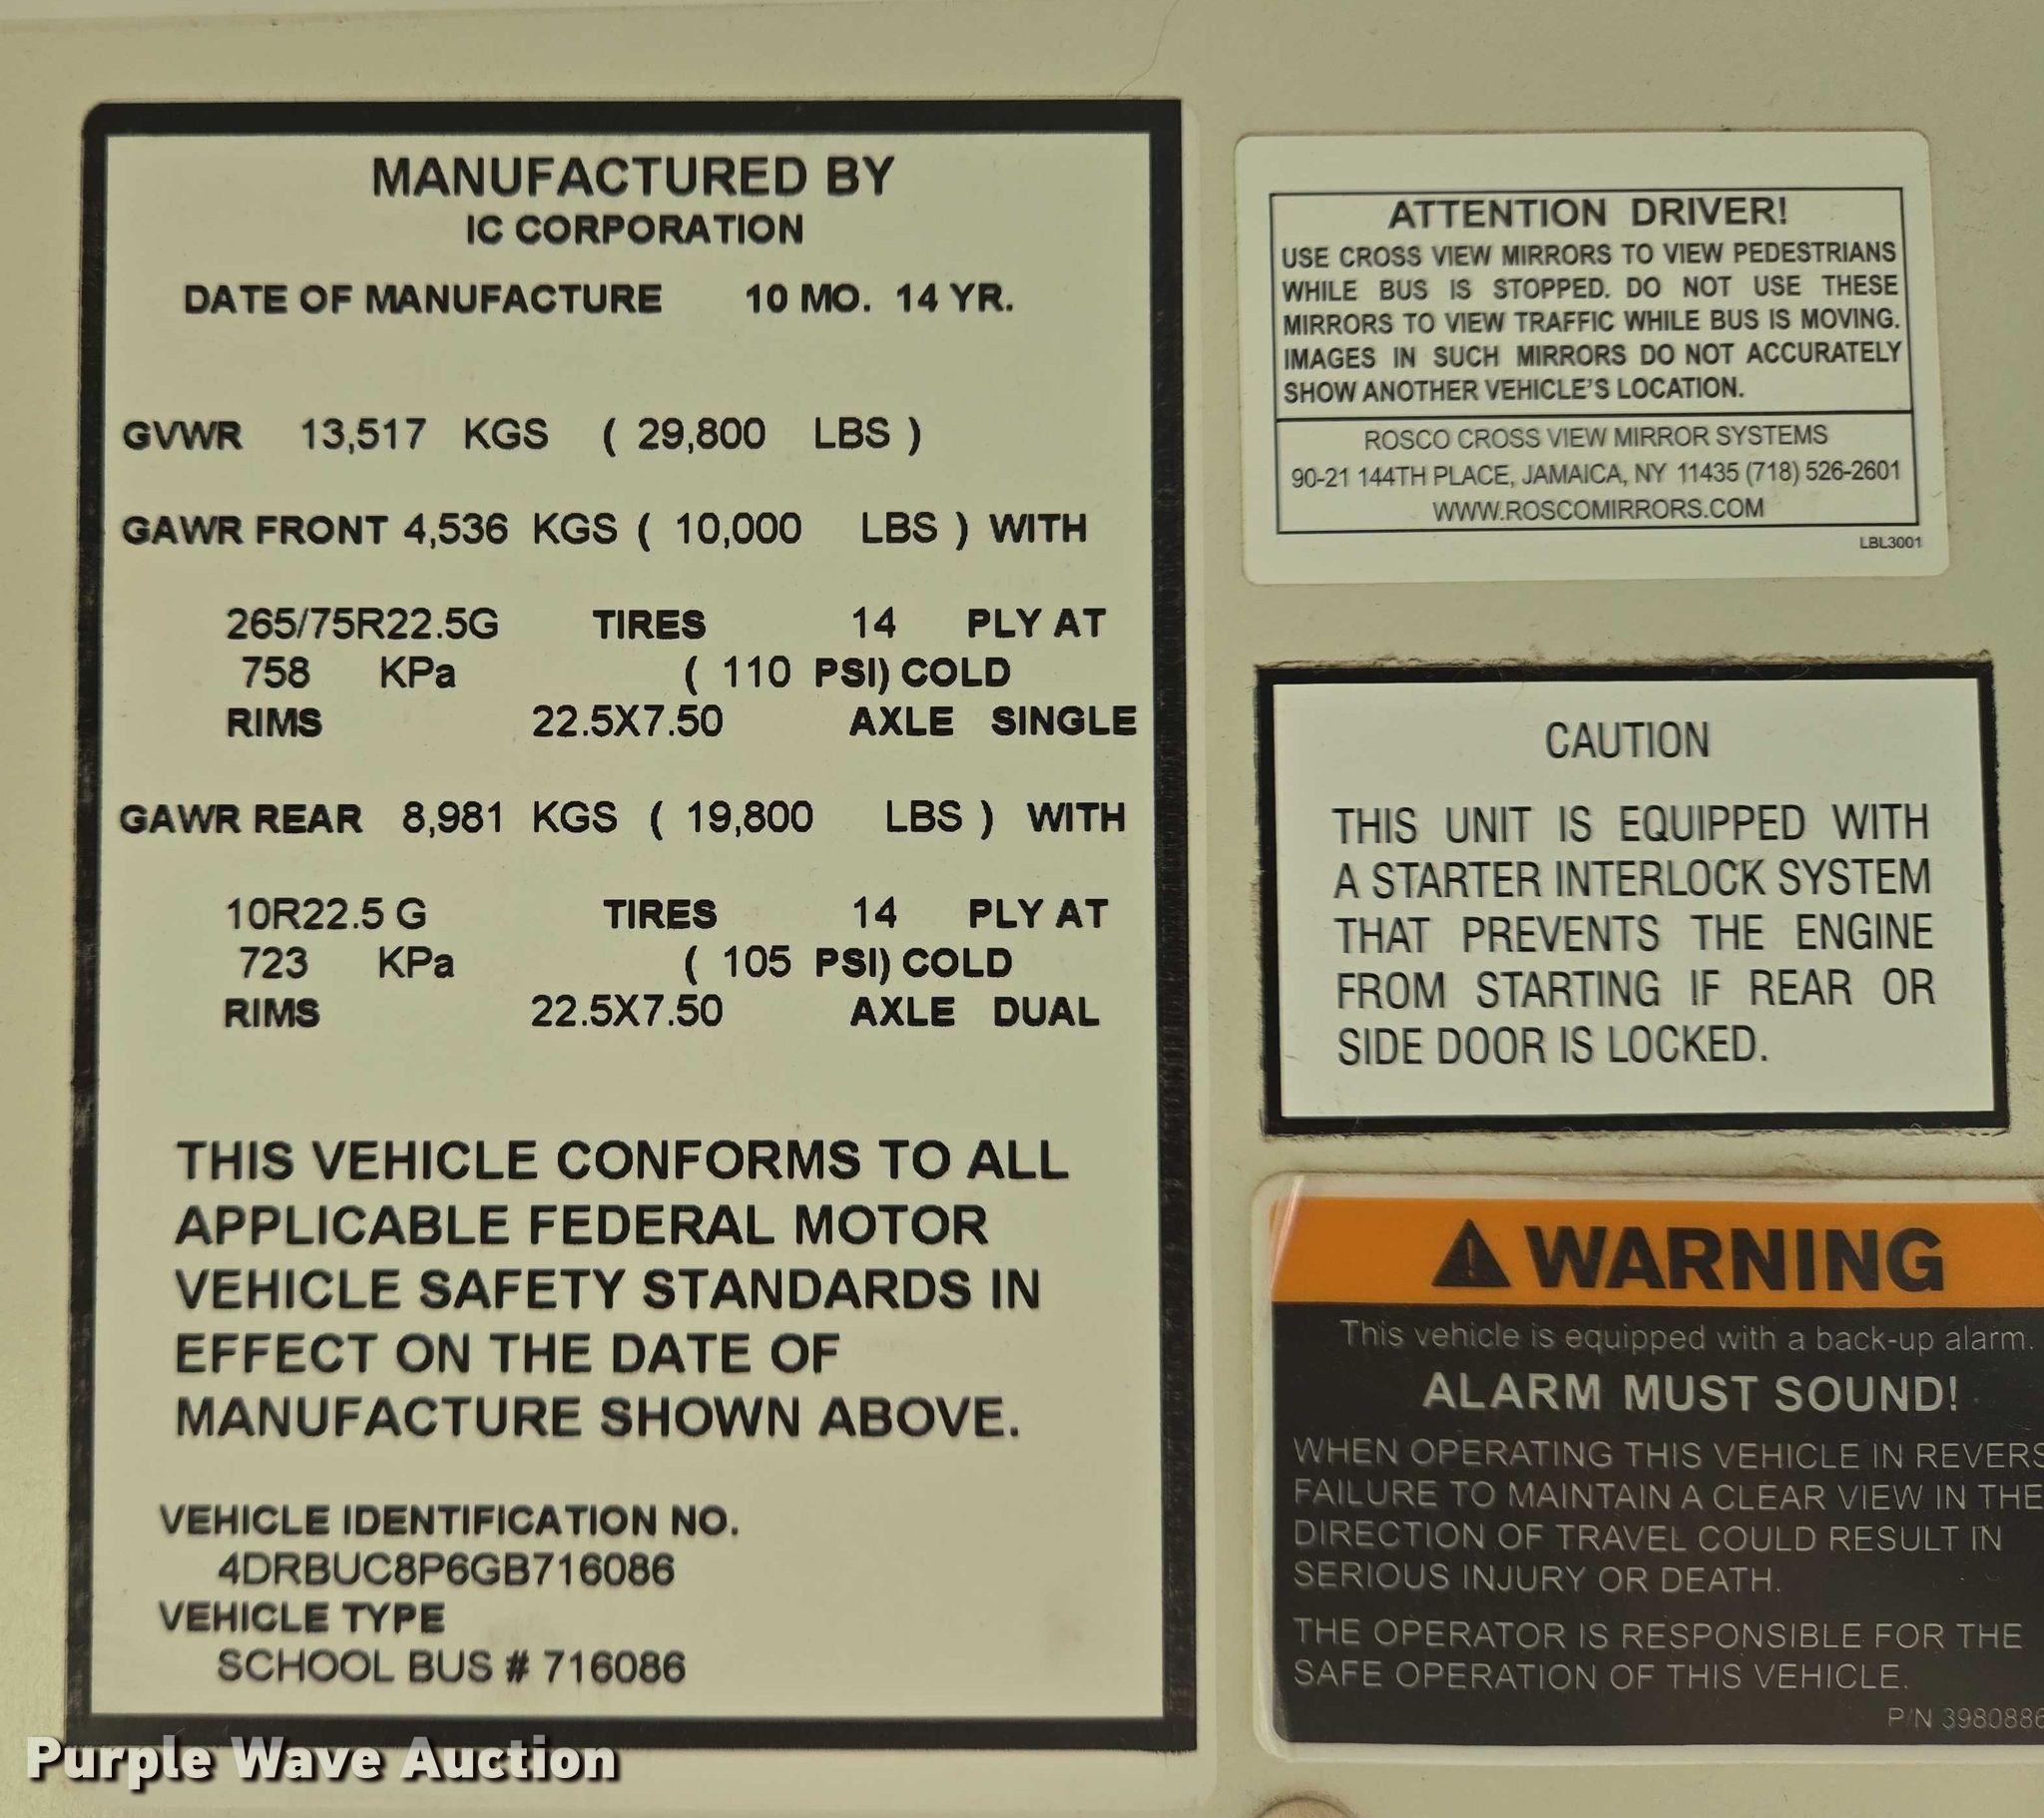 MANUFACTURED BY
IC CORPORATION
DATE OF MANUFACTURE 10 MO. 14 YR.
GVWR 13,517 KGS ( 29,800 LBS )
GAWR FRONT 4,536 KGS ( 10,000 LBS ) WITH
265/75R22.5G TIRES 14 PLY AT
758 KPa ( 110 PSI) COLD
RIMS 22.5X7.50 AXLE SINGLE
GAWR REAR 8,981 KGS ( 19,800 LBS ) WITH
10R22.5 G TIRES 14 PLY AT
723 KPa ( 105 PSI) COLD
RIMS 22.5X7.50 AXLE DUAL
THIS VEHICLE CONFORMS TO ALL
APPLICABLE FEDERAL MOTOR
VEHICLE SAFETY STANDARDS IN
EFFECT ON THE DATE OF
MANUFACTURE SHOWN ABOVE.
VEHICLE IDENTIFICATION NO.
4DRBUC8P6GB716086
VEHICLE TYPE
SCHOOL BUS # 716086
ATTENTION DRIVER!
USE CROSS VIEW MIRRORS TO VIEW PEDESTRIANS
WHILE BUS IS STOPPED. DO NOT USE THESE
MIRRORS TO VIEW TRAFFIC WHILE BUS IS MOVING.
IMAGES IN SUCH MIRRORS DO NOT ACCURATELY
SHOW ANOTHER VEHICLE'S LOCATION.
ROSCO CROSS VIEW MIRROR SYSTEMS
90-21 144TH PLACE, JAMAICA, NY 11435 (718) 526-2601
WWW.ROSCOMIRRORS.COM
LBL3001
CAUTION
THIS UNIT IS EQUIPPED WITH
A STARTER INTERLOCK SYSTEM
THAT PREVENTS THE ENGINE
FROM STARTING IF REAR OR
SIDE DOOR IS LOCKED.
WARNING
This vehicle is equipped with a back-up alarm.
ALARM MUST SOUND!
WHEN OPERATING THIS VEHICLE IN REVERS
FAILURE TO MAINTAIN A CLEAR VIEW IN THE
DIRECTION OF TRAVEL COULD RESULT IN
SERIOUS INJURY OR DEATH.
THE OPERATOR IS RESPONSIBLE FOR THE
SAFE OPERATION OF THIS VEHICLE.
P/N 3980886
Purple Wave Auction